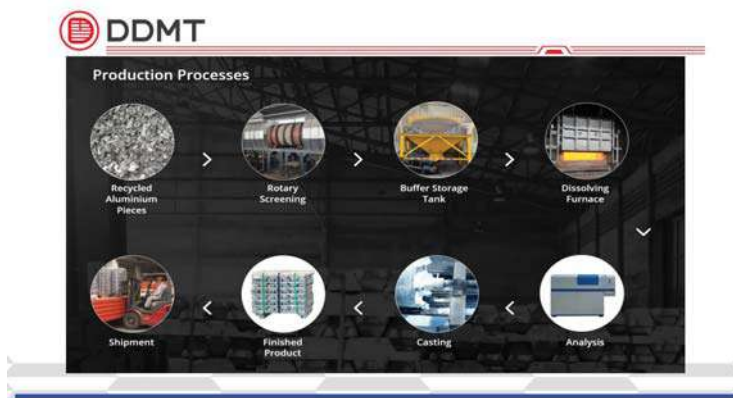 DDMT
Production Processes
Recycled
Aluminium
Pieces
Rotary
Screening
Buffer Storage
Tank
Dissolving
Furnace
Shipment
Finished
Product
Casting
Analysis